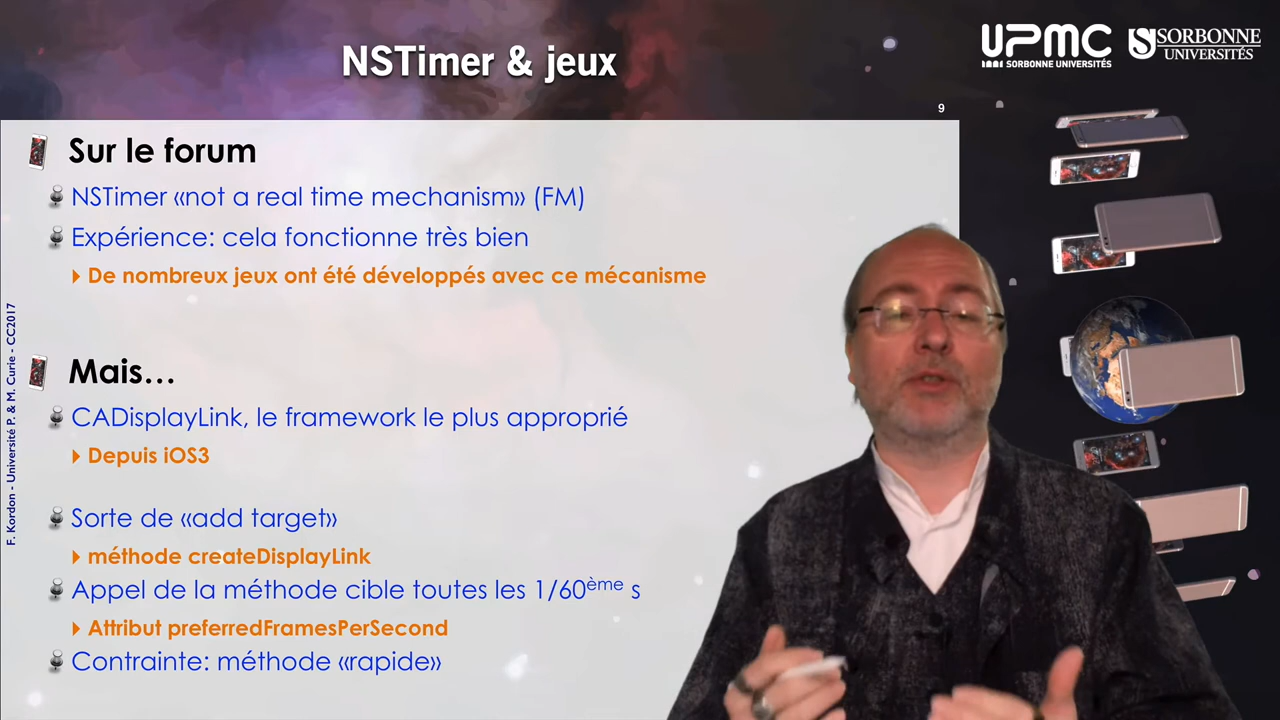 NSTimer & jeux
UPMC
SORBONNE UNIVERSITÉS
SORBONNE
UNIVERSITÉS
9
Sur le forum
NSTimer «not a real time mechanism» (FM)
Expérience: cela fonctionne très bien
De nombreux jeux ont été développés avec ce mécanisme
Mais...
CADisplayLink, le framework le plus approprié
Depuis iOS3
Sorte de «add target»
méthode createDisplayLink
Appel de la méthode cible toutes les 1/60ème s
Attribut preferredFramesPerSecond
Contrainte: méthode «rapide»
F. Kordon - Université P. & M. Curie - CC2017